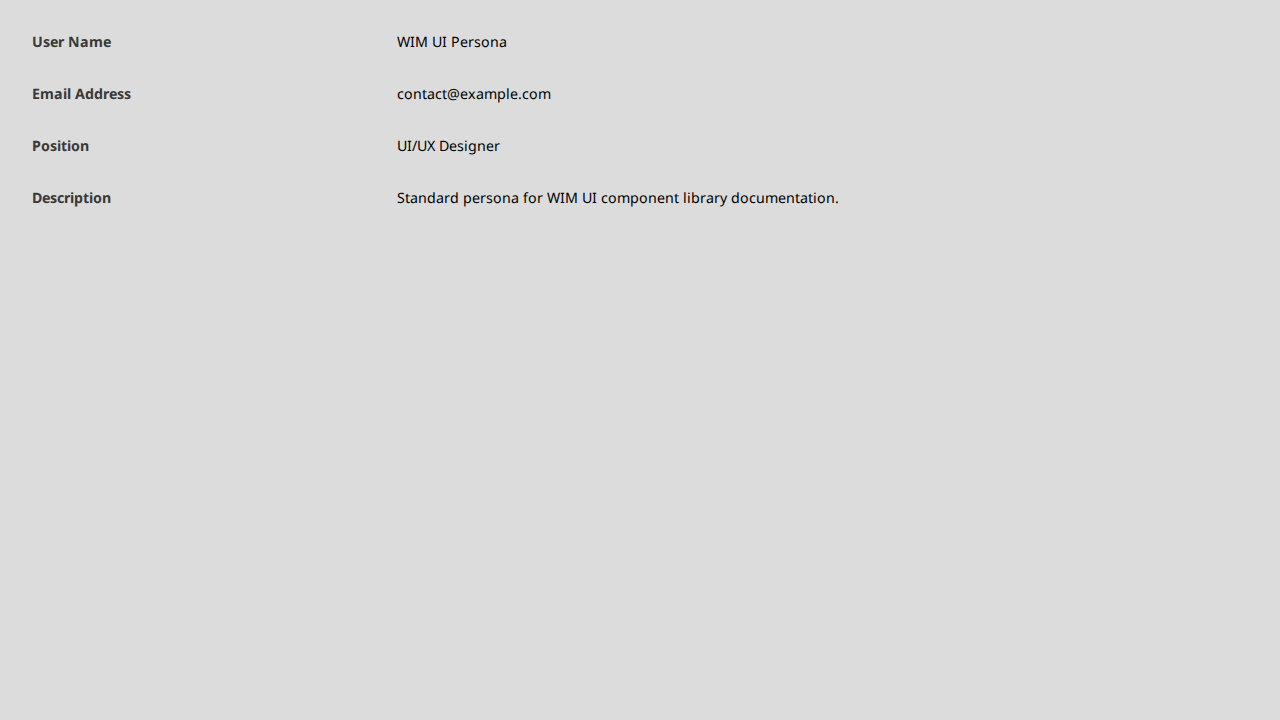 User Name WIM UI Persona
Email Address contact@example.com
Position UI/UX Designer
Description Standard persona for WIM UI component library documentation.